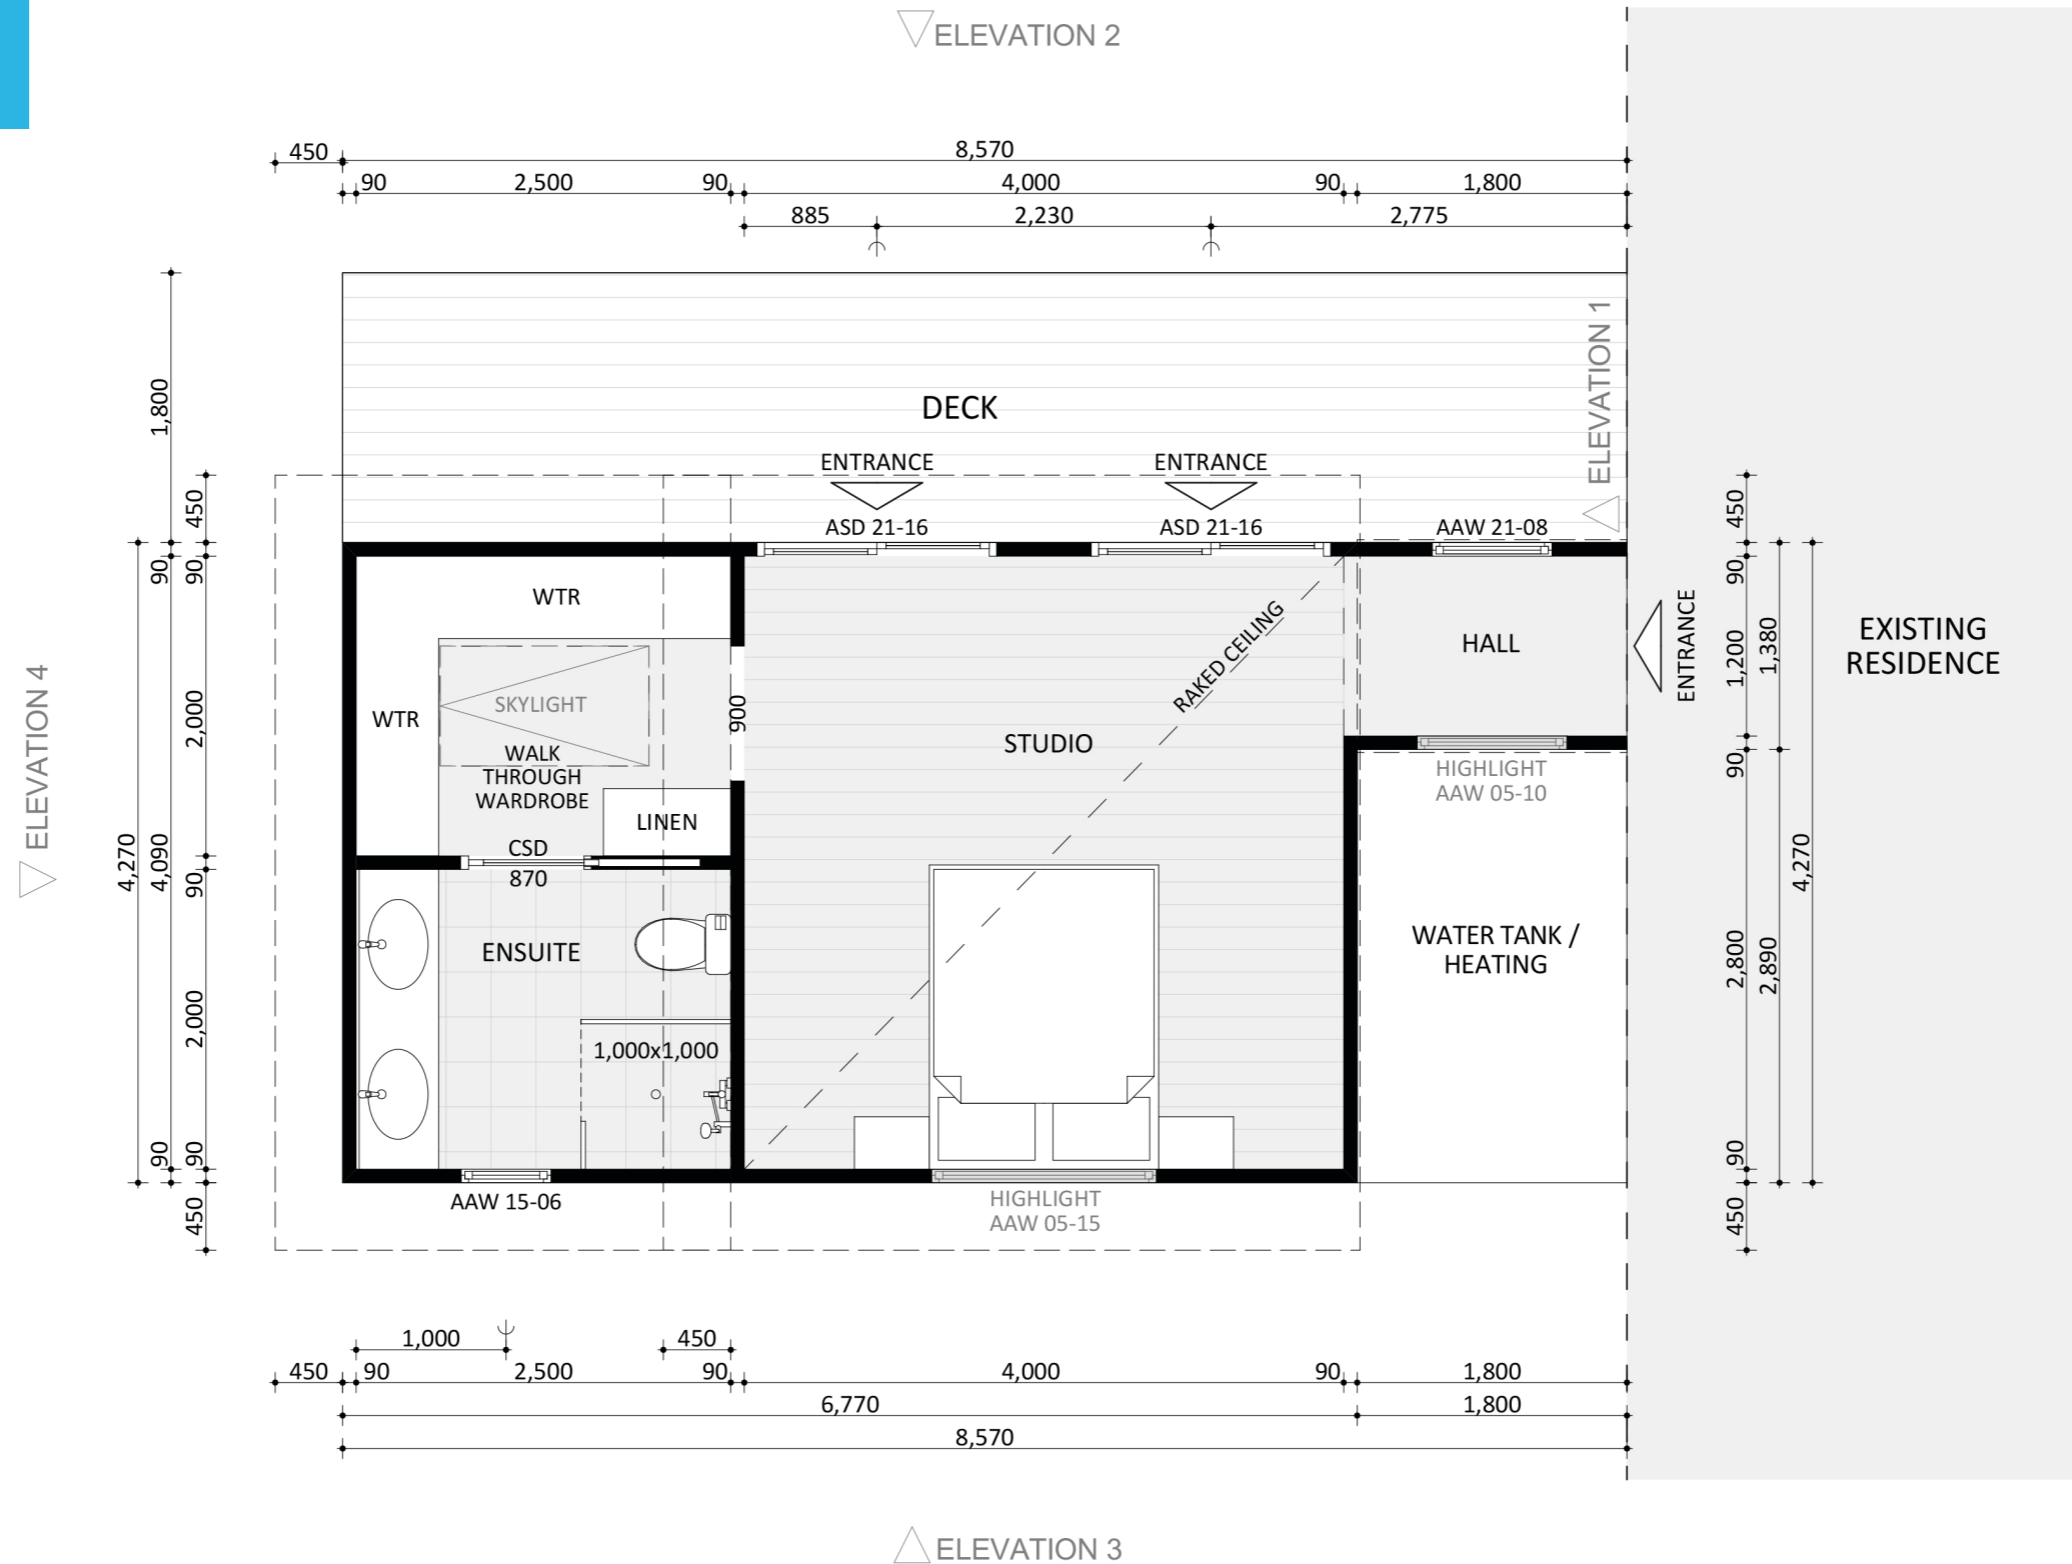 ELEVATION 2
450
8,570
90
2,500
90
4,000
90
1,800
885
2,230
2,775
1,800
DECK
ELEVATION 1
ENTRANCE
ENTRANCE
ASD 21-16
ASD 21-16
AAW 21-08
450
90
90
2,000
4,270
4,090
90
2,000
90
90
450
ELEVATION 4
WTR
WTR
SKYLIGHT
WALK
THROUGH
WARDROBE
LINEN
900
CSD
870
ENSUITE
1,000x1,000
AAW 15-06
STUDIO
RAKED CEILING
HALL
ENTRANCE
HIGHLIGHT
AAW 05-10
WATER TANK /
HEATING
HIGHLIGHT
AAW 05-15
450
90
1,200
1,380
90
4,270
2,800
2,890
90
450
EXISTING
RESIDENCE
1,000
450
450
90
2,500
90
4,000
90
1,800
6,770
1,800
8,570
ELEVATION 3